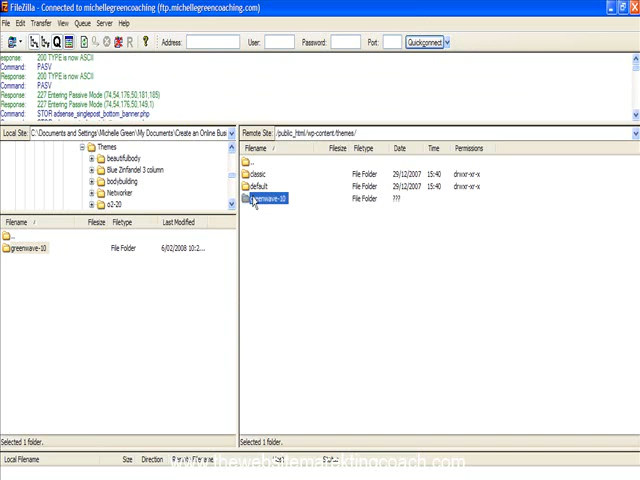 FileZilla - Connected to michellegreencoaching (ftp.michellegreencoaching.com)
File Edit Transfer View Queue Server Help
Address: User: Password: Port: Quickconnect
esponse: 200 TYPE is now ASCII
Command: PASV
Response: 200 TYPE is now ASCII
Command: PASV
Response: 227 Entering Passive Mode (74,54,176,50,181,185)
Response: 227 Entering Passive Mode (74,54,176,50,149,1)
Command: STOR adsense_singlepost_bottom_banner.php
Local Site: C:\Documents and Settings\Michelle Green\My Documents\Create an Online Bus
Themes
beautifulbody
Blue Zinfandel 3 column
bodybuilding
Networker
o2-20
Filename / Filesize Filetype Last Modified
..
greenwave-10 File Folder 6/02/2008 10:2...
Selected 1 folder.
Remote Site: /public_html/wp-content/themes/
Filename / Filesize Filetype Date Time Permissions
..
classic File Folder 29/12/2007 15:40 drwxr-xr-x
default File Folder 29/12/2007 15:40 drwxr-xr-x
greenwave-10 File Folder ???
Selected 1 folder.
Local Filename Size Direction Remote Filename Host Status
www.thewebsitemarektingcoach.com